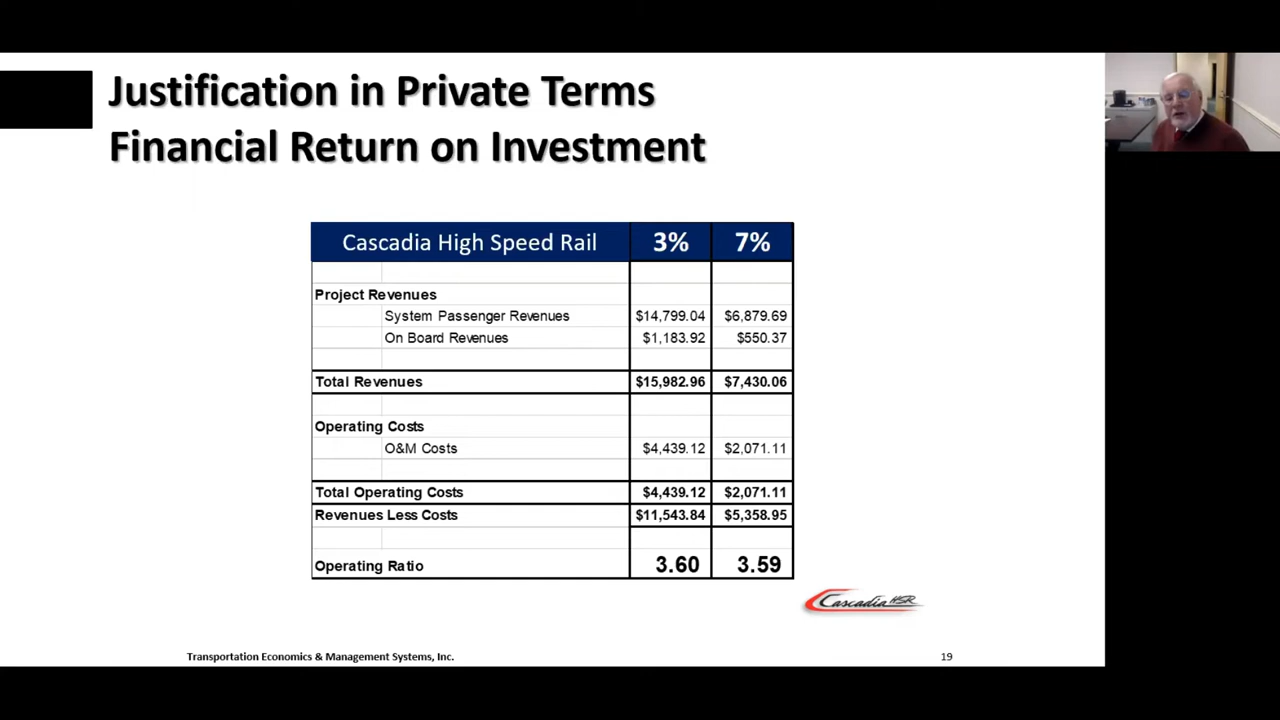 Justification in Private Terms
Financial Return on Investment
Cascadia High Speed Rail 3% 7%
Project Revenues
System Passenger Revenues $14,799.04 $6,879.69
On Board Revenues $1,183.92 $550.37
Total Revenues $15,982.96 $7,430.06
Operating Costs
O&M Costs $4,439.12 $2,071.11
Total Operating Costs $4,439.12 $2,071.11
Revenues Less Costs $11,543.84 $5,358.95
Operating Ratio 3.60 3.59
Cascadia HSR
Transportation Economics & Management Systems, Inc. 19